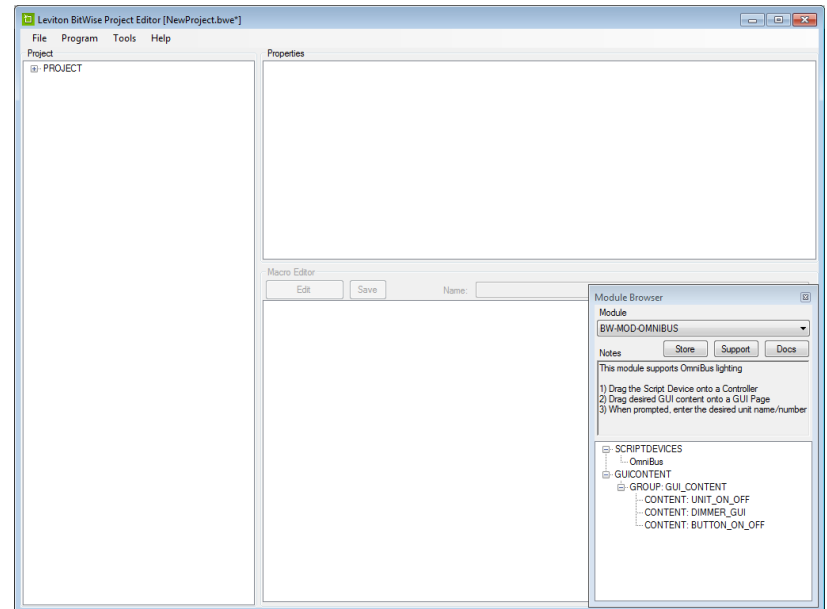 Leviton BitWise Project Editor [NewProject.bwe*]
File Program Tools Help
Project
Properties
PROJECT
Macro Editor
Edit Save Name:
Module Browser
Module
BW-MOD-OMNIBUS
Notes Store Support Docs
This module supports OmniBus lighting
1) Drag the Script Device onto a Controller
2) Drag desired GUI content onto a GUI Page
3) When prompted, enter the desired unit name/number
SCRIPTDEVICES
OmniBus
GUICONTENT
GROUP: GUI_CONTENT
CONTENT: UNIT_ON_OFF
CONTENT: DIMMER_GUI
CONTENT: BUTTON_ON_OFF